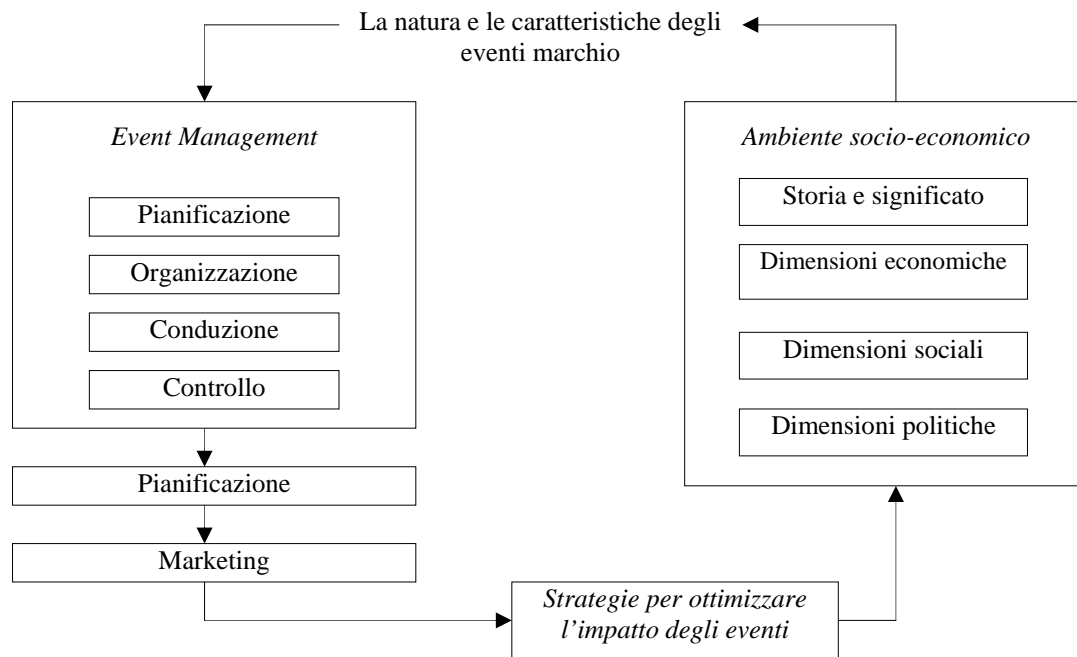 La natura e le caratteristiche degli
eventi marchio
Event Management
Pianificazione
Organizzazione
Conduzione
Controllo
Pianificazione
Marketing
Ambiente socio-economico
Storia e significato
Dimensioni economiche
Dimensioni sociali
Dimensioni politiche
Strategie per ottimizzare
l’impatto degli eventi